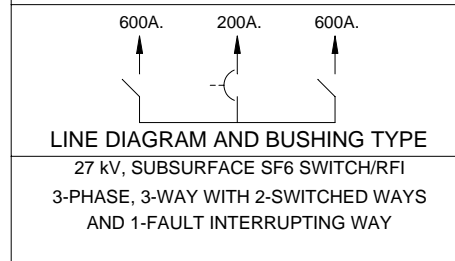 600A. 200A. 600A.
LINE DIAGRAM AND BUSHING TYPE
27 kV, SUBSURFACE SF6 SWITCH/RFI
3-PHASE, 3-WAY WITH 2-SWITCHED WAYS
AND 1-FAULT INTERRUPTING WAY